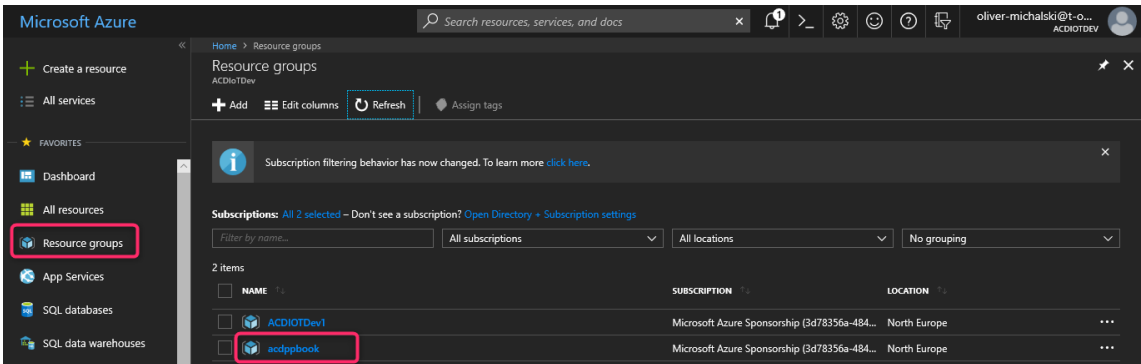 Microsoft Azure
Search resources, services, and docs
1
oliver-michalski@t-o...
ACDIOTDEV
Home > Resource groups
Create a resource
Resource groups
ACDIoTDev
All services
Add
Edit columns
Refresh
Assign tags
FAVORITES
Subscription filtering behavior has now changed. To learn more click here.
Dashboard
All resources
Subscriptions: All 2 selected – Don't see a subscription? Open Directory + Subscription settings
Resource groups
Filter by name...
All subscriptions
All locations
No grouping
App Services
2 items
NAME
SUBSCRIPTION
LOCATION
SQL databases
ACDIOTDev1
Microsoft Azure Sponsorship (3d78356a-484...
North Europe
SQL data warehouses
acdppbook
Microsoft Azure Sponsorship (3d78356a-484...
North Europe